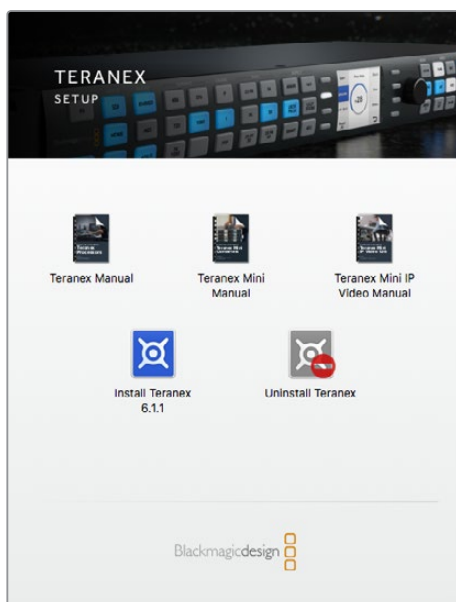 TERANEX
SETUP
Teranex Manual
Teranex Mini
Manual
Teranex Mini IP
Video Manual
Install Teranex
6.1.1
Uninstall Teranex
Blackmagicdesign